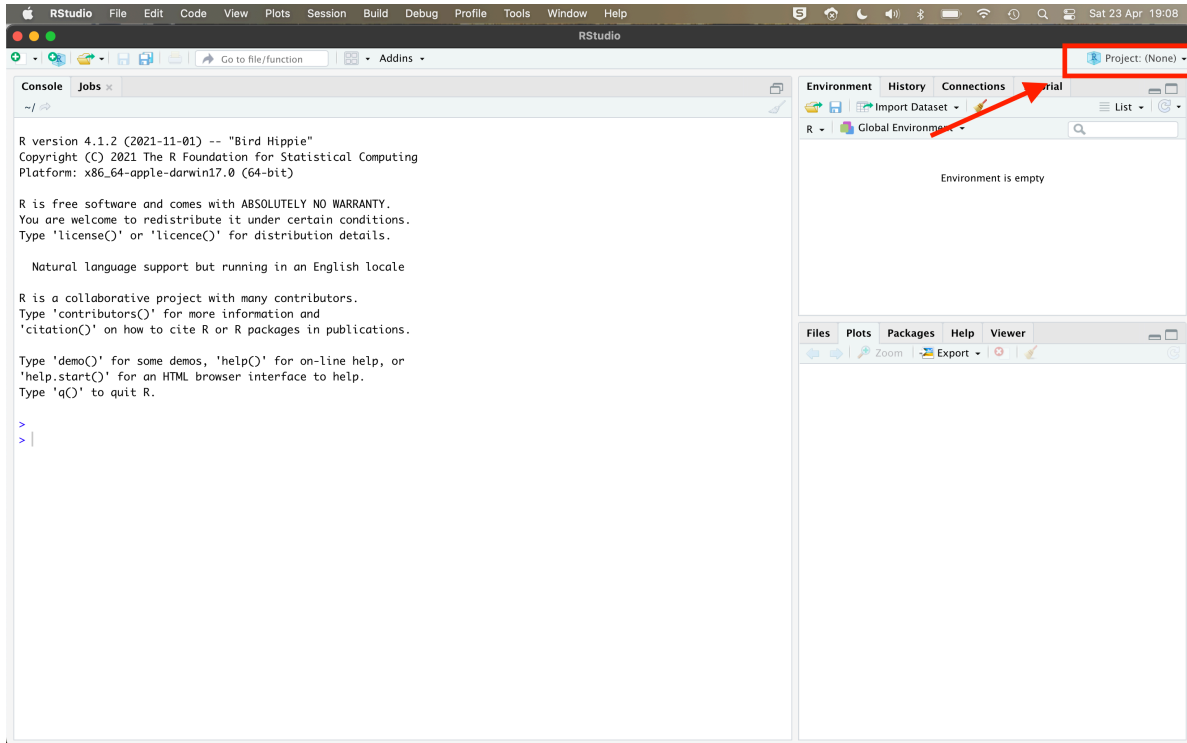 RStudio File Edit Code View Plots Session Build Debug Profile Tools Window Help Sat 23 Apr 19:08
RStudio
Go to file/function Addins Project: (None)
Console Jobs
~/
R version 4.1.2 (2021-11-01) -- "Bird Hippie"
Copyright (C) 2021 The R Foundation for Statistical Computing
Platform: x86_64-apple-darwin17.0 (64-bit)
R is free software and comes with ABSOLUTELY NO WARRANTY.
You are welcome to redistribute it under certain conditions.
Type 'license()' or 'licence()' for distribution details.
Natural language support but running in an English locale
R is a collaborative project with many contributors.
Type 'contributors()' for more information and
'citation()' on how to cite R or R packages in publications.
Type 'demo()' for some demos, 'help()' for on-line help, or
'help.start()' for an HTML browser interface to help.
Type 'q()' to quit R.
>
>
Environment History Connections
Import Dataset List
R Global Environment
Environment is empty
Files Plots Packages Help Viewer
Zoom Export